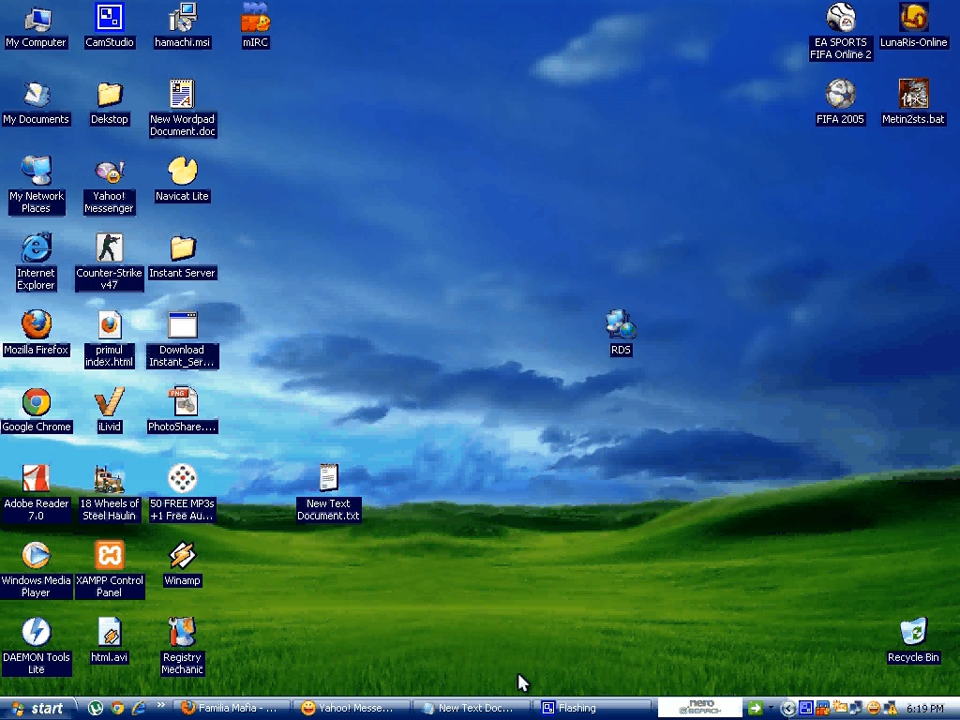 My Computer
CamStudio
hamachi.msi
mIRC
EA SPORTS
FIFA Online 2
LunaRis-Online
My Documents
Dekstop
New Wordpad
Document.doc
FIFA 2005
Metin2sts.bat
My Network
Places
Yahoo!
Messenger
Navicat Lite
Internet
Explorer
Counter-Strike
v47
Instant Server
Mozilla Firefox
primul
index.html
Download
Instant_Ser...
RDS
Google Chrome
iLivid
PNG
PhotoShare....
Adobe Reader
7.0
18 Wheels of
Steel Haulin
50 FREE MP3s
+1 Free Au...
New Text
Document.txt
Windows Media
Player
XAMPP Control
Panel
Winamp
DAEMON Tools
Lite
html.avi
Registry
Mechanic
Recycle Bin
start
Familia Mafia - ...
Yahoo! Messe...
New Text Doc...
Flashing
nero
SEARCH
6:19 PM